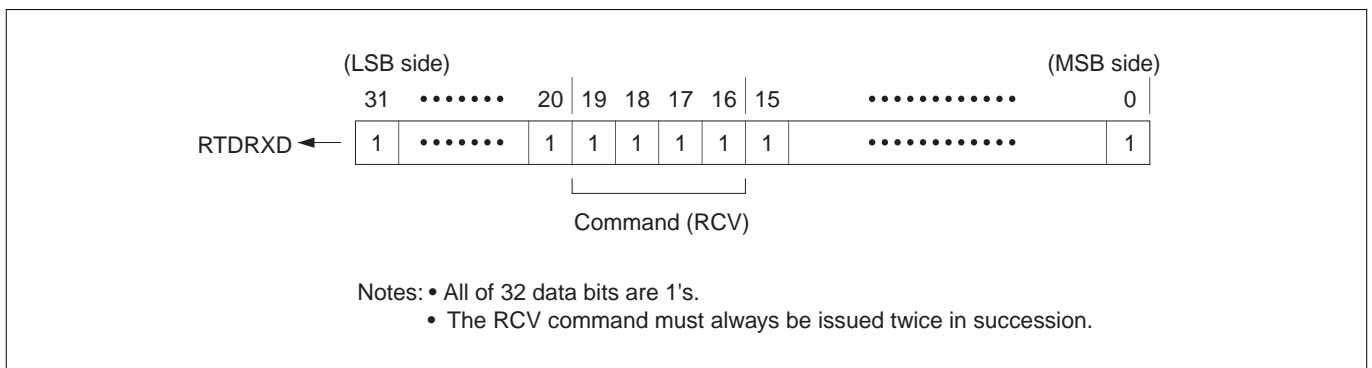 (LSB side) (MSB side)
31 ••••••• 20 19 18 17 16 15 •••••••••••• 0
RTDRXD 1 ••••••• 1 1 1 1 1 1 •••••••••••• 1
Command (RCV)
Notes: • All of 32 data bits are 1's.
• The RCV command must always be issued twice in succession.